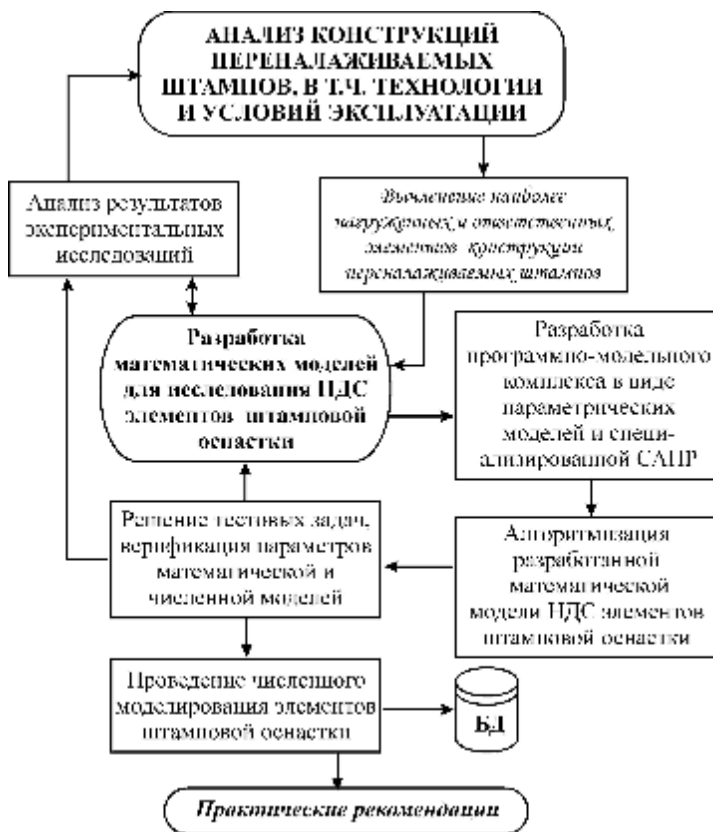 АНАЛИЗ КОНСТРУКЦИЙ
ПЕРЕНАЛАЖИВАЕМЫХ
ШТАМПОВ, В Т.Ч. ТЕХНОЛОГИИ
И УСЛОВИЙ ЭКСПЛУАТАЦИИ
Анализ результатов
экспериментальных
исследований
Вычленение наиболее
нагруженных и ответственных
элементов конструкции
переналаживаемых штампов
Разработка
математических моделей
для исследования НДС
элементов штамповой
оснастки
Разработка
программно-модельного
комплекса в виде
параметрических
моделей и специ-
ализированной САПР
Решение тестовых задач,
верификация параметров
математической и
численной моделей
Алгоритмизация
разработанной
математической
модели НДС элементов
штамповой оснастки
Проведение численного
моделирования элементов
штамповой оснастки
БД
Практические рекомендации